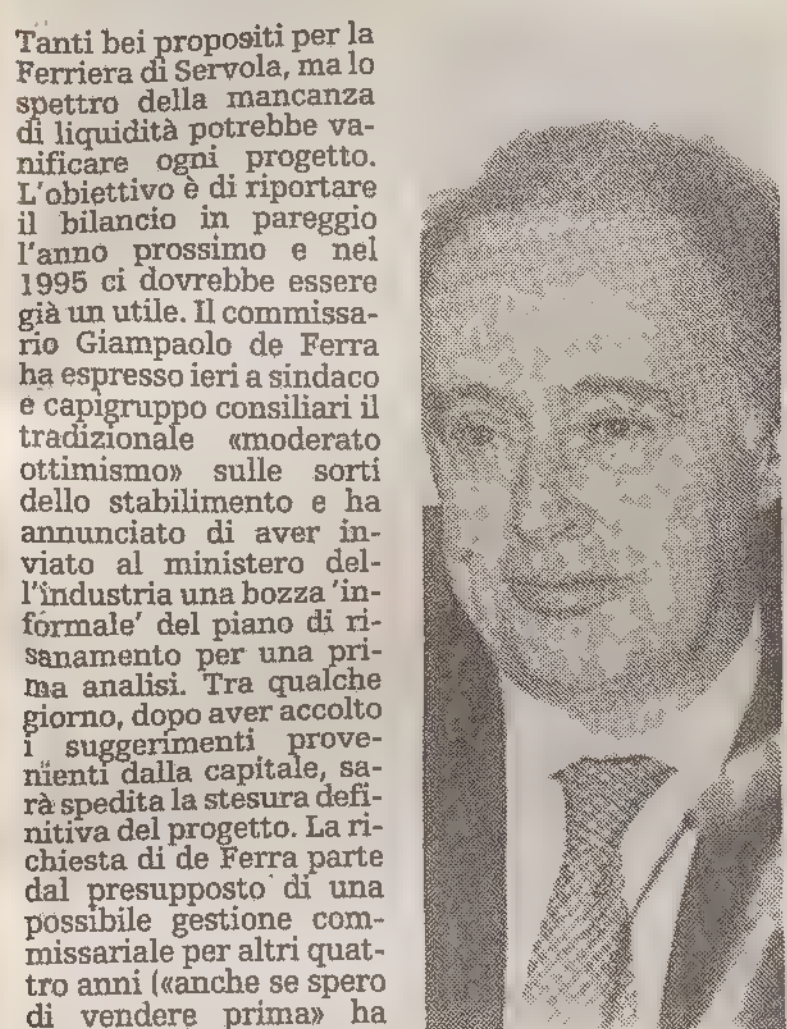 Tanti bei propositi per la
Ferriera di Servola, ma lo
spettro della mancanza
di liquidità potrebbe va-
nificare ogni progetto.
L'obiettivo è di riportare
il bilancio in pareggio
l'anno prossimo e nel
1995 ci dovrebbe essere
già un utile. Il commissa-
rio Giampaolo de Ferra
ha espresso ieri a sindaco
e capigruppo consiliari il
tradizionale «moderato
ottimismo» sulle sorti
dello stabilimento e ha
annunciato di aver in-
viato al ministero del-
l'industria una bozza 'in-
formale' del piano di ri-
sanamento per una pri-
ma analisi. Tra qualche
giorno, dopo aver accolto
i suggerimenti prove-
nienti dalla capitale, sa-
rà spedita la stesura defi-
nitiva del progetto. La ri-
chiesta di de Ferra parte
dal presupposto di una
possibile gestione com-
missariale per altri quat-
tro anni («anche se spero
di vendere prima» ha